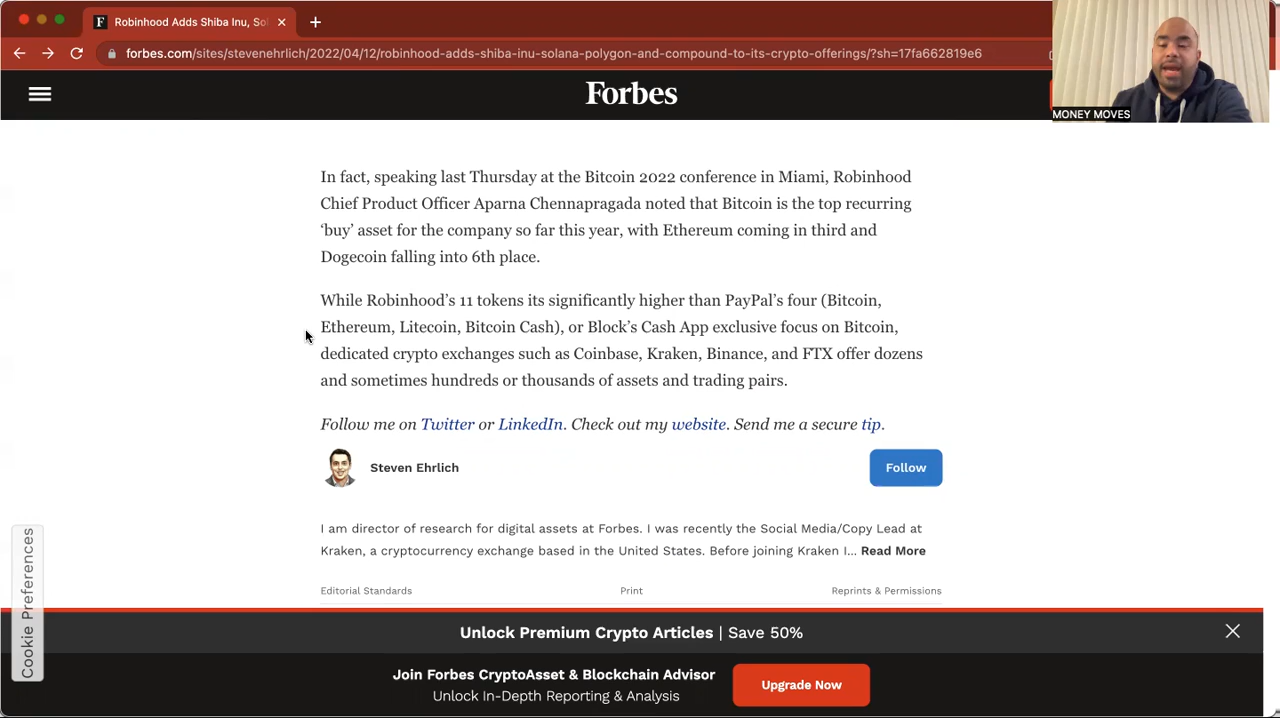 Robinhood Adds Shiba Inu, Sol
forbes.com/sites/stevenehrlich/2022/04/12/robinhood-adds-shiba-inu-solana-polygon-and-compound-to-its-crypto-offerings/?sh=17fa662819e6
Forbes
MONEY MOVES
In fact, speaking last Thursday at the Bitcoin 2022 conference in Miami, Robinhood
Chief Product Officer Aparna Chennapragada noted that Bitcoin is the top recurring
‘buy’ asset for the company so far this year, with Ethereum coming in third and
Dogecoin falling into 6th place.
While Robinhood’s 11 tokens its significantly higher than PayPal’s four (Bitcoin,
Ethereum, Litecoin, Bitcoin Cash), or Block’s Cash App exclusive focus on Bitcoin,
dedicated crypto exchanges such as Coinbase, Kraken, Binance, and FTX offer dozens
and sometimes hundreds or thousands of assets and trading pairs.
Follow me on Twitter or LinkedIn. Check out my website. Send me a secure tip.
Steven Ehrlich
Follow
I am director of research for digital assets at Forbes. I was recently the Social Media/Copy Lead at
Kraken, a cryptocurrency exchange based in the United States. Before joining Kraken I... Read More
Editorial Standards
Print
Reprints & Permissions
Cookie Preferences
Unlock Premium Crypto Articles | Save 50%
Join Forbes CryptoAsset & Blockchain Advisor
Unlock In-Depth Reporting & Analysis
Upgrade Now